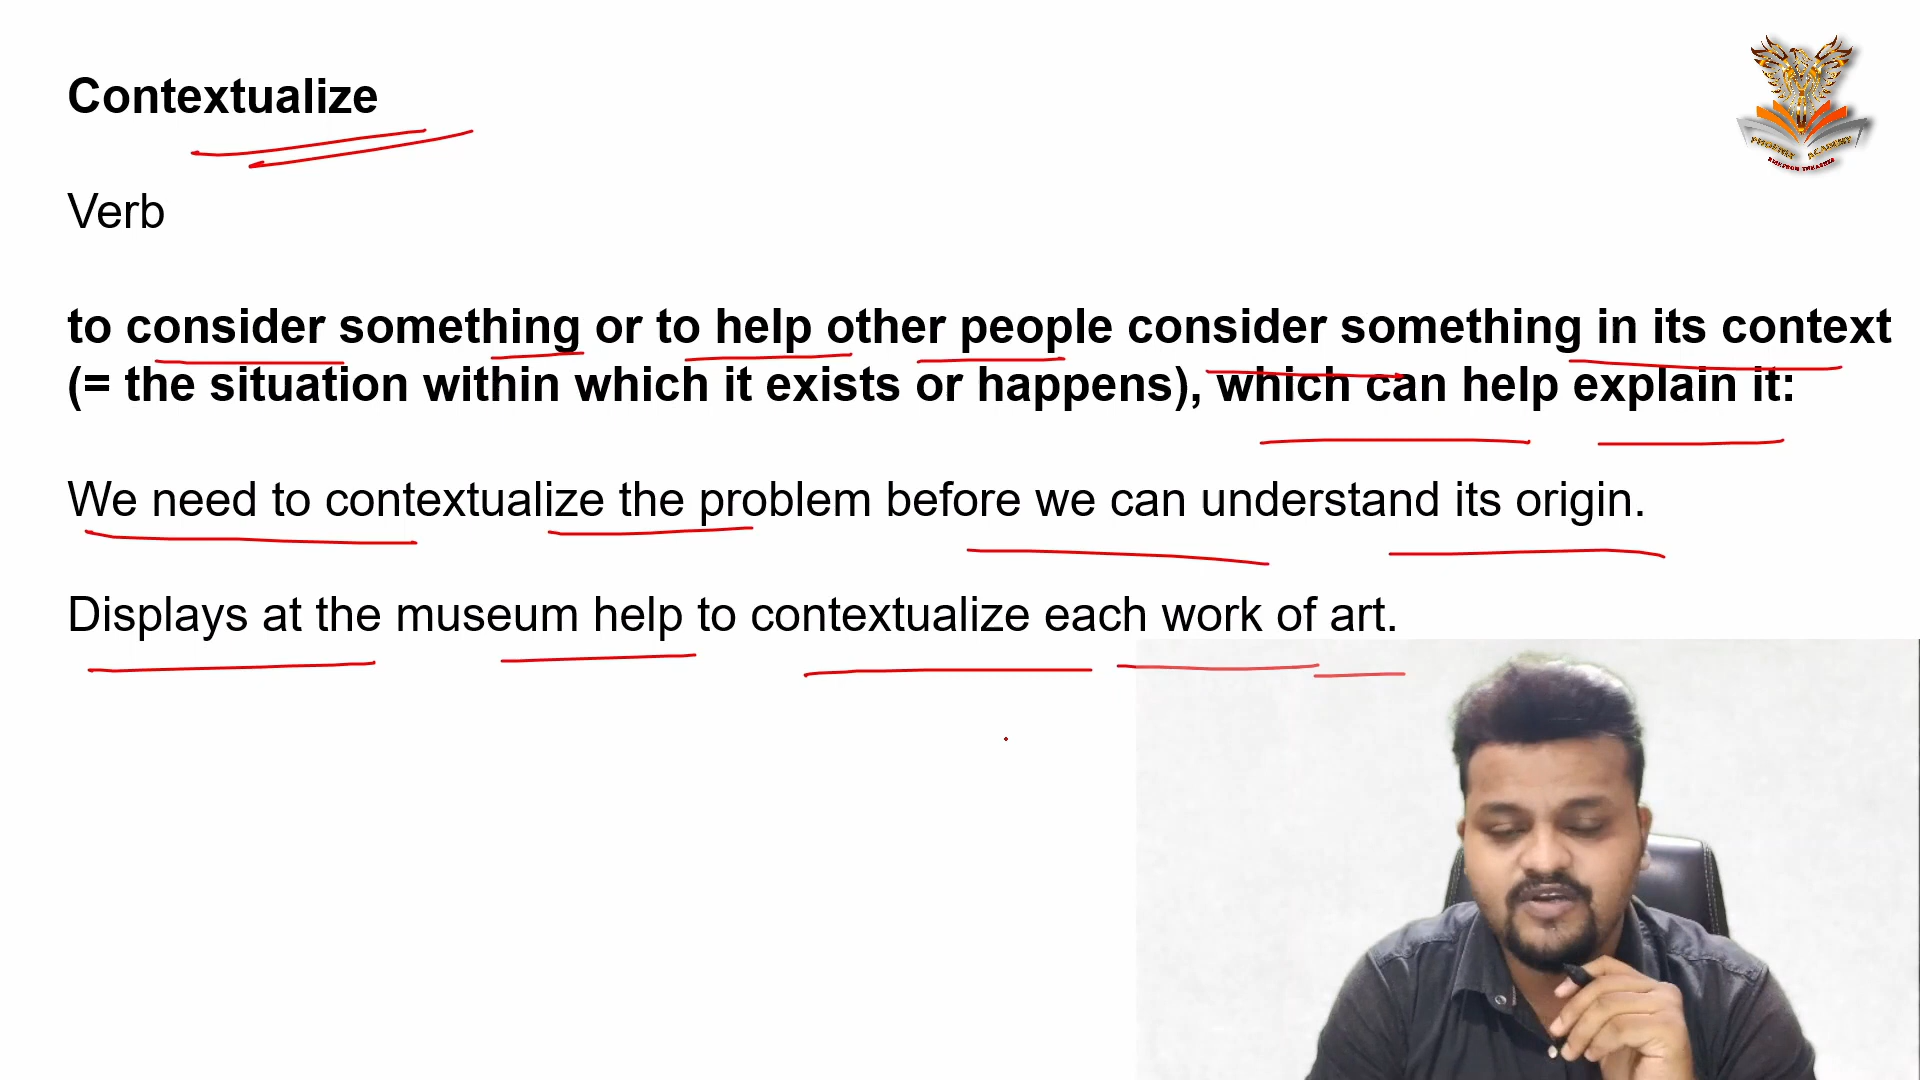 Contextualize
PHOENIX ACADEMY
Verb
to consider something or to help other people consider something in its context
(= the situation within which it exists or happens), which can help explain it:
We need to contextualize the problem before we can understand its origin.
Displays at the museum help to contextualize each work of art.